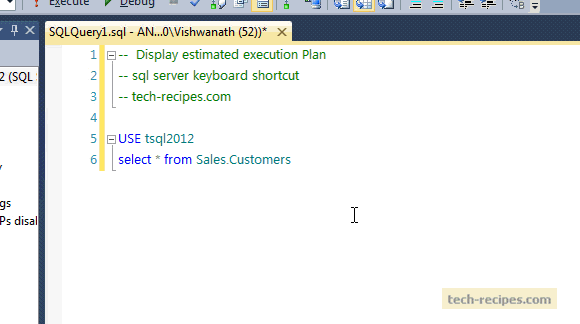 Execute Debug
SQLQuery1.sql - AN...0\Vishwanath (52))*
2 (SQL S
gs
Ps disal
1 -- Display estimated execution Plan
2 -- sql server keyboard shortcut
3 -- tech-recipes.com
4
5 USE tsql2012
6 select * from Sales.Customers
tech-recipes.com